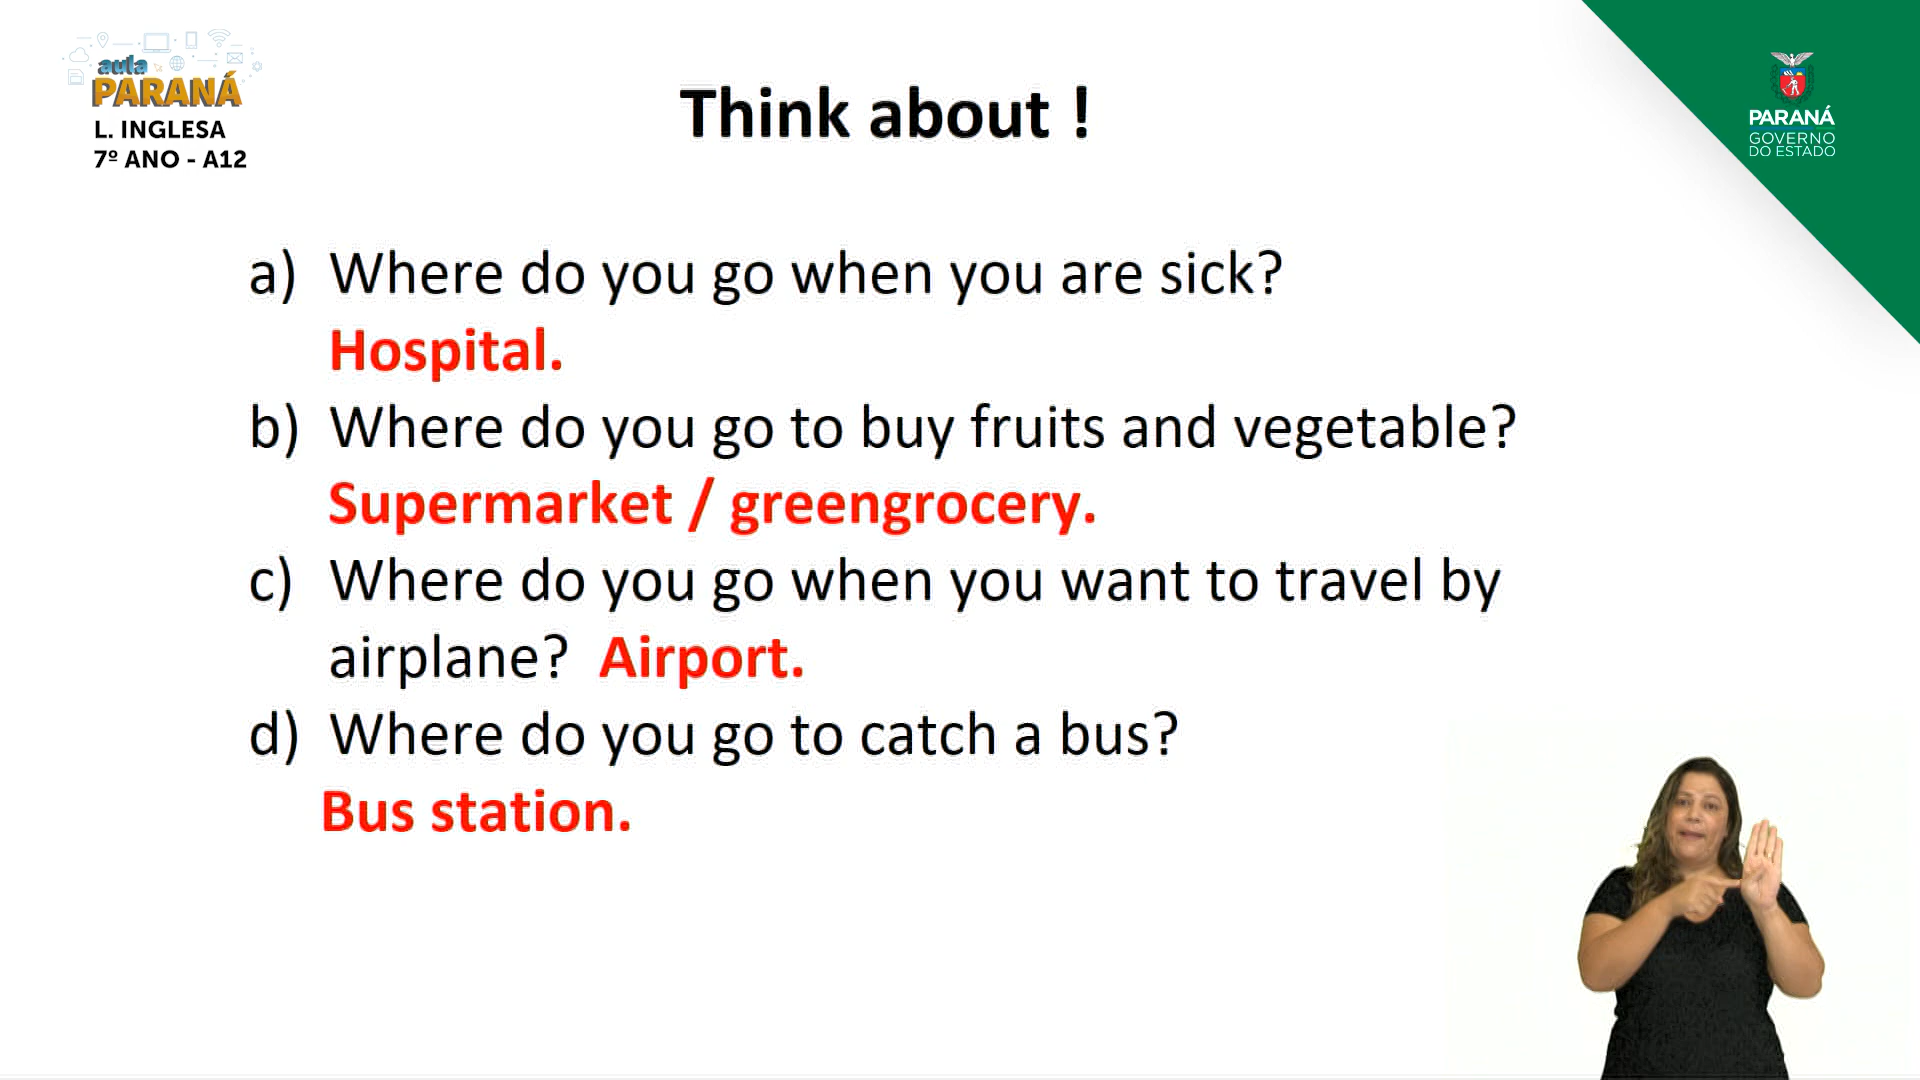 aula
PARANÁ
L. INGLESA
7º ANO - A12
Think about !
PARANÁ
GOVERNO
DO ESTADO
a) Where do you go when you are sick?
Hospital.
b) Where do you go to buy fruits and vegetable?
Supermarket / greengrocery.
c) Where do you go when you want to travel by
airplane? Airport.
d) Where do you go to catch a bus?
Bus station.